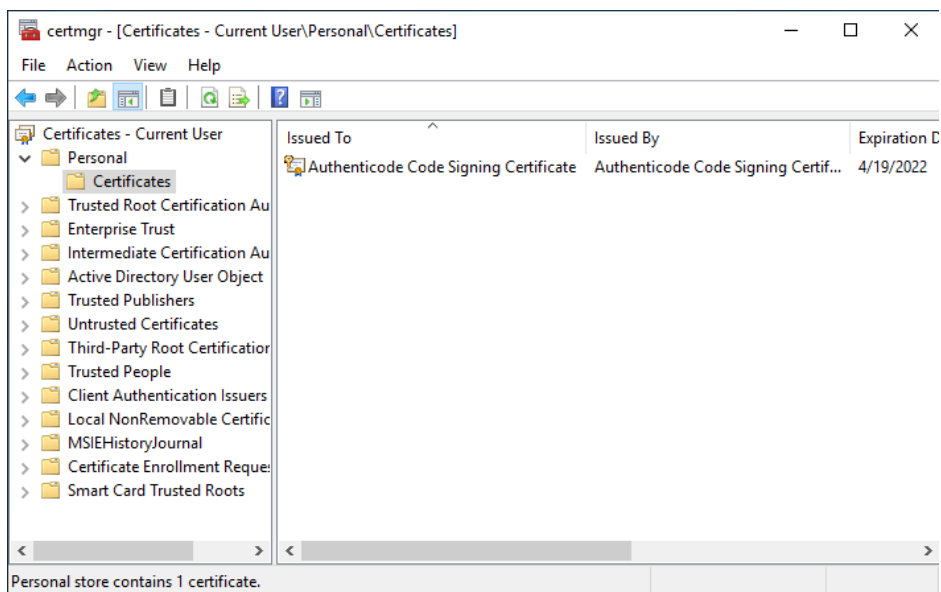 certmgr - [Certificates - Current User\Personal\Certificates]
File Action View Help
Certificates - Current User
Personal
Certificates
Trusted Root Certification Au
Enterprise Trust
Intermediate Certification Au
Active Directory User Object
Trusted Publishers
Untrusted Certificates
Third-Party Root Certification
Trusted People
Client Authentication Issuers
Local NonRemovable Certific
MSIEHistoryJournal
Certificate Enrollment Reques
Smart Card Trusted Roots
Issued To Issued By Expiration D
Authenticode Code Signing Certificate Authenticode Code Signing Certif... 4/19/2022
Personal store contains 1 certificate.